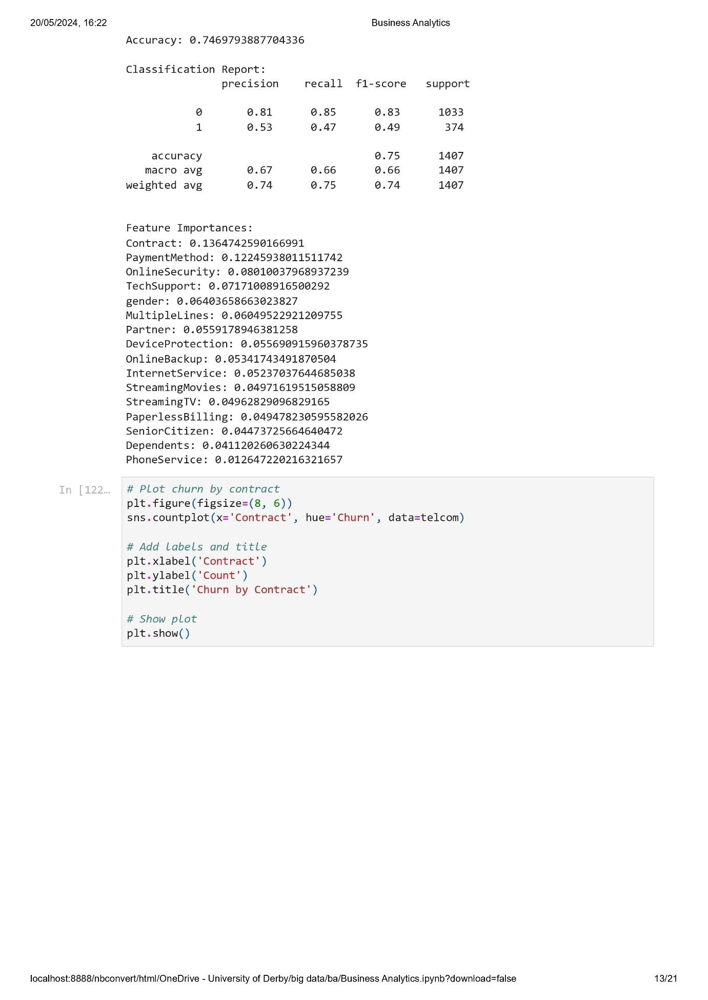 20/05/2024, 16:22 Business Analytics
Accuracy: 0.7469793887704336
Classification Report:
precision recall f1-score support
0 0.81 0.85 0.83 1033
1 0.53 0.47 0.49 374
accuracy 0.75 1407
macro avg 0.67 0.66 0.66 1407
weighted avg 0.74 0.75 0.74 1407
Feature Importances:
Contract: 0.1364742590166991
PaymentMethod: 0.12245938011511742
OnlineSecurity: 0.08010037968937239
TechSupport: 0.07171008916500292
gender: 0.06403658663023827
MultipleLines: 0.06049522921209755
Partner: 0.0559178946381258
DeviceProtection: 0.055690915960378735
OnlineBackup: 0.05341743491870504
InternetService: 0.05237037644685038
StreamingMovies: 0.04971619515058809
StreamingTV: 0.04962829096829165
PaperlessBilling: 0.049478230595582026
SeniorCitizen: 0.04473725664640472
Dependents: 0.041120260630224344
PhoneService: 0.012647220216321657
In [122… # Plot churn by contract
plt.figure(figsize=(8, 6))
sns.countplot(x='Contract', hue='Churn', data=telcom)
# Add labels and title
plt.xlabel('Contract')
plt.ylabel('Count')
plt.title('Churn by Contract')
# Show plot
plt.show()
localhost:8888/nbconvert/html/OneDrive - University of Derby/big data/ba/Business Analytics.ipynb?download=false 13/21